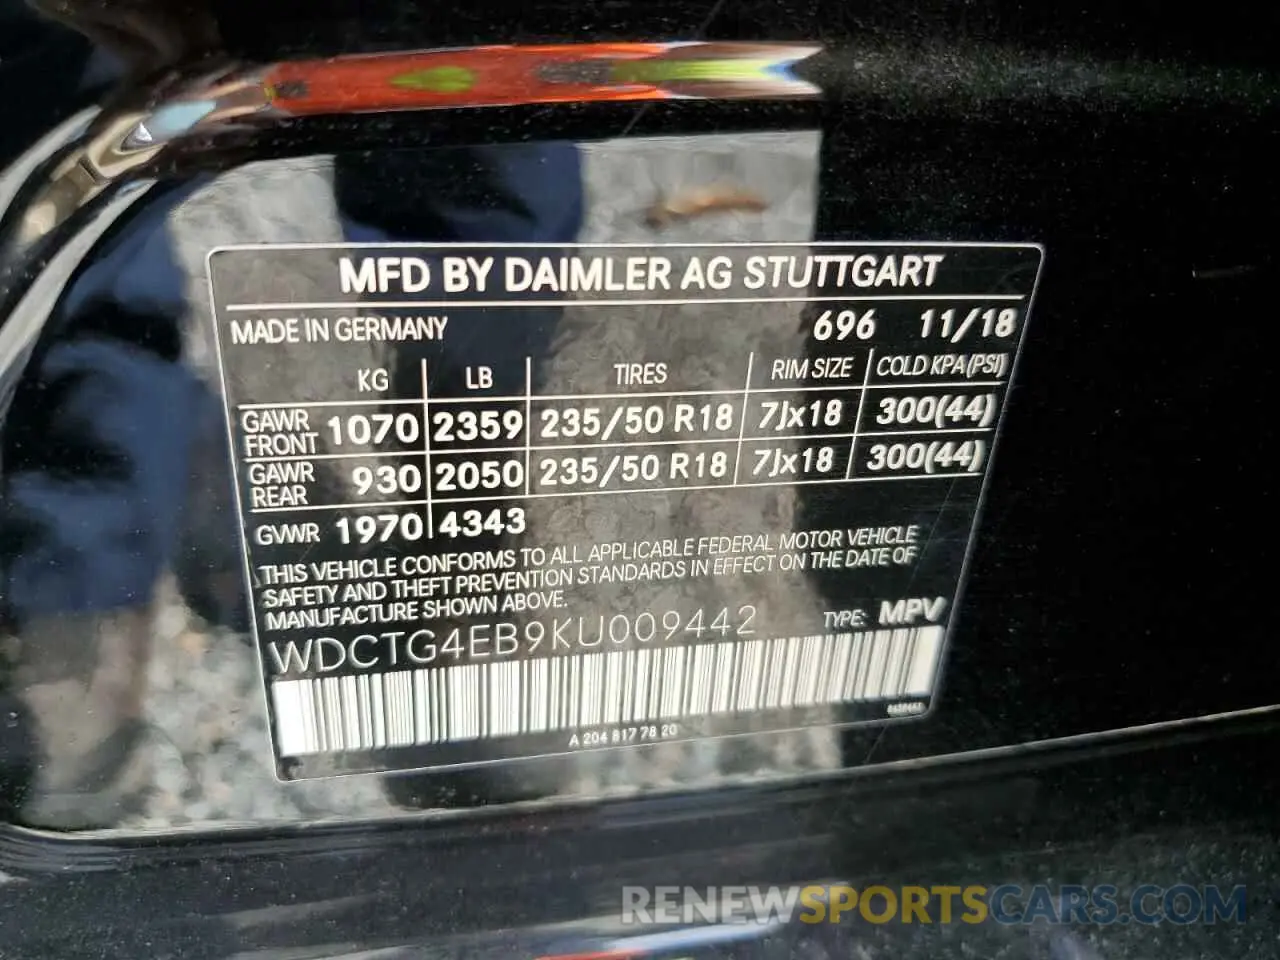 MFD BY DAIMLER AG STUTTGART
MADE IN GERMANY 696 11/18
KG LB TIRES RIM SIZE COLD KPA(PSI)
GAWR FRONT 1070 2359 235/50 R18 7Jx18 300(44)
GAWR REAR 930 2050 235/50 R18 7Jx18 300(44)
GVWR 1970 4343
THIS VEHICLE CONFORMS TO ALL APPLICABLE FEDERAL MOTOR VEHICLE
SAFETY AND THEFT PREVENTION STANDARDS IN EFFECT ON THE DATE OF
MANUFACTURE SHOWN ABOVE.
WDCTG4EB9KU009442 TYPE: MPV
A 204 817 78 20
RENEWSPORTSCARS.COM